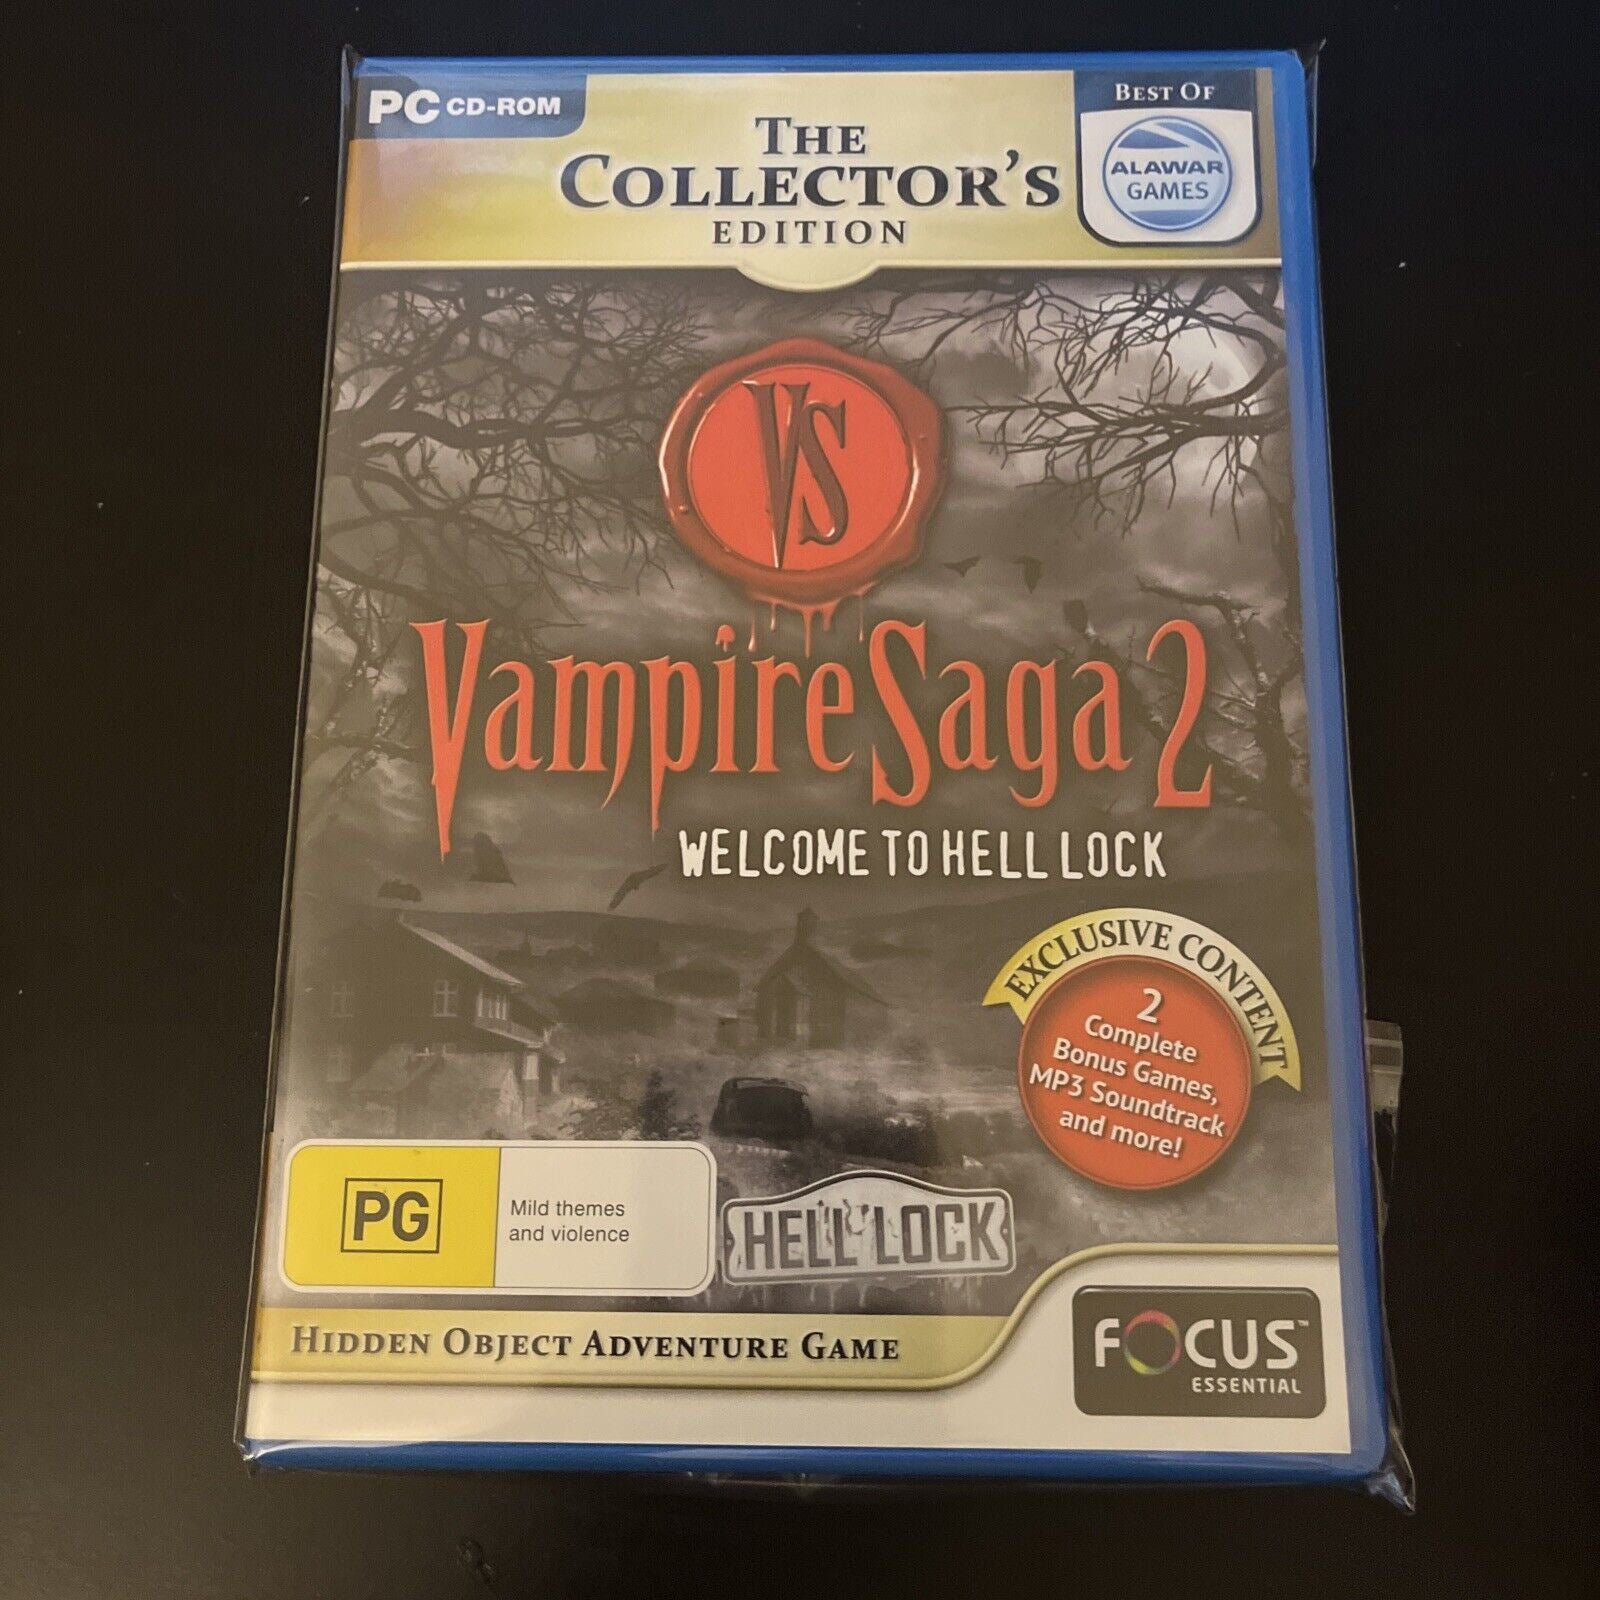 PC CD-ROM
THE
COLLECTOR'S
EDITION
BEST OF
ALAWAR
GAMES
VS
Vampire Saga 2
WELCOME TO HELL LOCK
EXCLUSIVE CONTENT
2
Complete
Bonus Games,
MP3 Soundtrack
and more!
PG
Mild themes
and violence
HELL LOCK
HIDDEN OBJECT ADVENTURE GAME
FOCUS™
ESSENTIAL